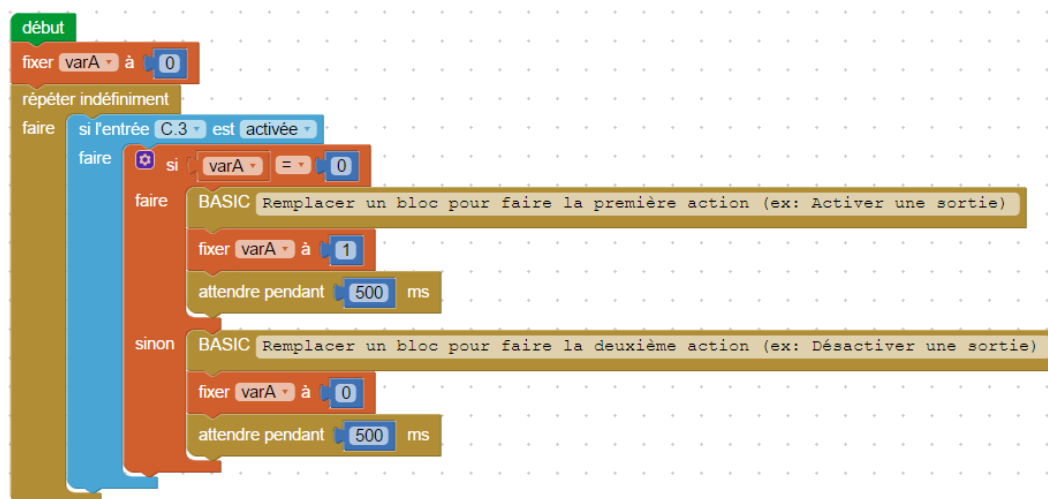 début
fixer varA à 0
répéter indéfiniment
faire si l'entrée C.3 est activée
faire si varA = 0
faire BASIC Remplacer un bloc pour faire la première action (ex: Activer une sortie)
fixer varA à 1
attendre pendant 500 ms
sinon BASIC Remplacer un bloc pour faire la deuxième action (ex: Désactiver une sortie)
fixer varA à 0
attendre pendant 500 ms